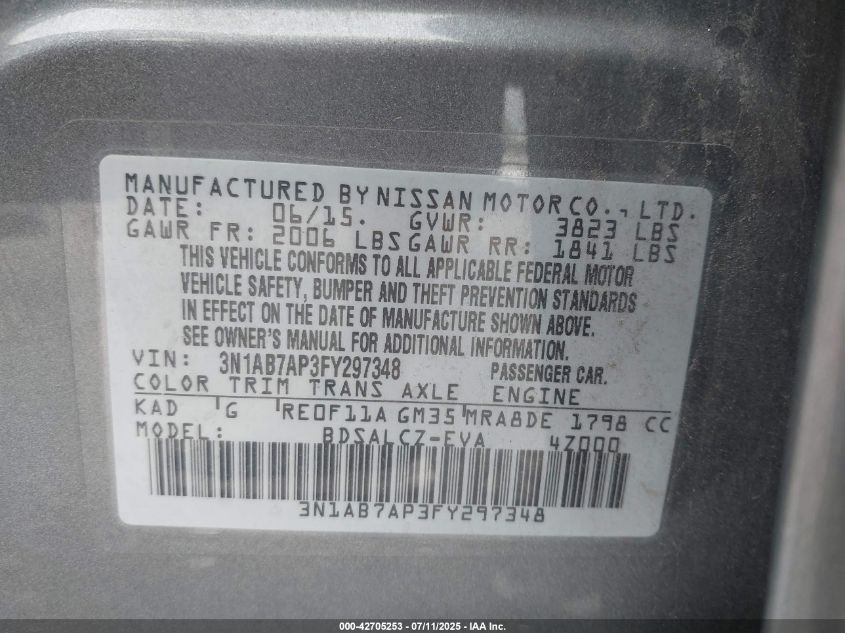 MANUFACTURED BY NISSAN MOTOR CO., LTD.
DATE: 06/15. GVWR: 3823 LBS
GAWR FR: 2006 LBS GAWR RR: 1841 LBS
THIS VEHICLE CONFORMS TO ALL APPLICABLE FEDERAL MOTOR
VEHICLE SAFETY, BUMPER AND THEFT PREVENTION STANDARDS
IN EFFECT ON THE DATE OF MANUFACTURE SHOWN ABOVE.
SEE OWNER'S MANUAL FOR ADDITIONAL INFORMATION.
VIN: 3N1AB7AP3FY297348 PASSENGER CAR.
COLOR TRIM TRANS AXLE ENGINE
KAD G RE0F11A GM35 MRA8DE 1798 CC
MODEL: BDSALCZ-EVA 4Z000
3N1AB7AP3FY297348
000-42705253 - 07/11/2025 - IAA Inc.